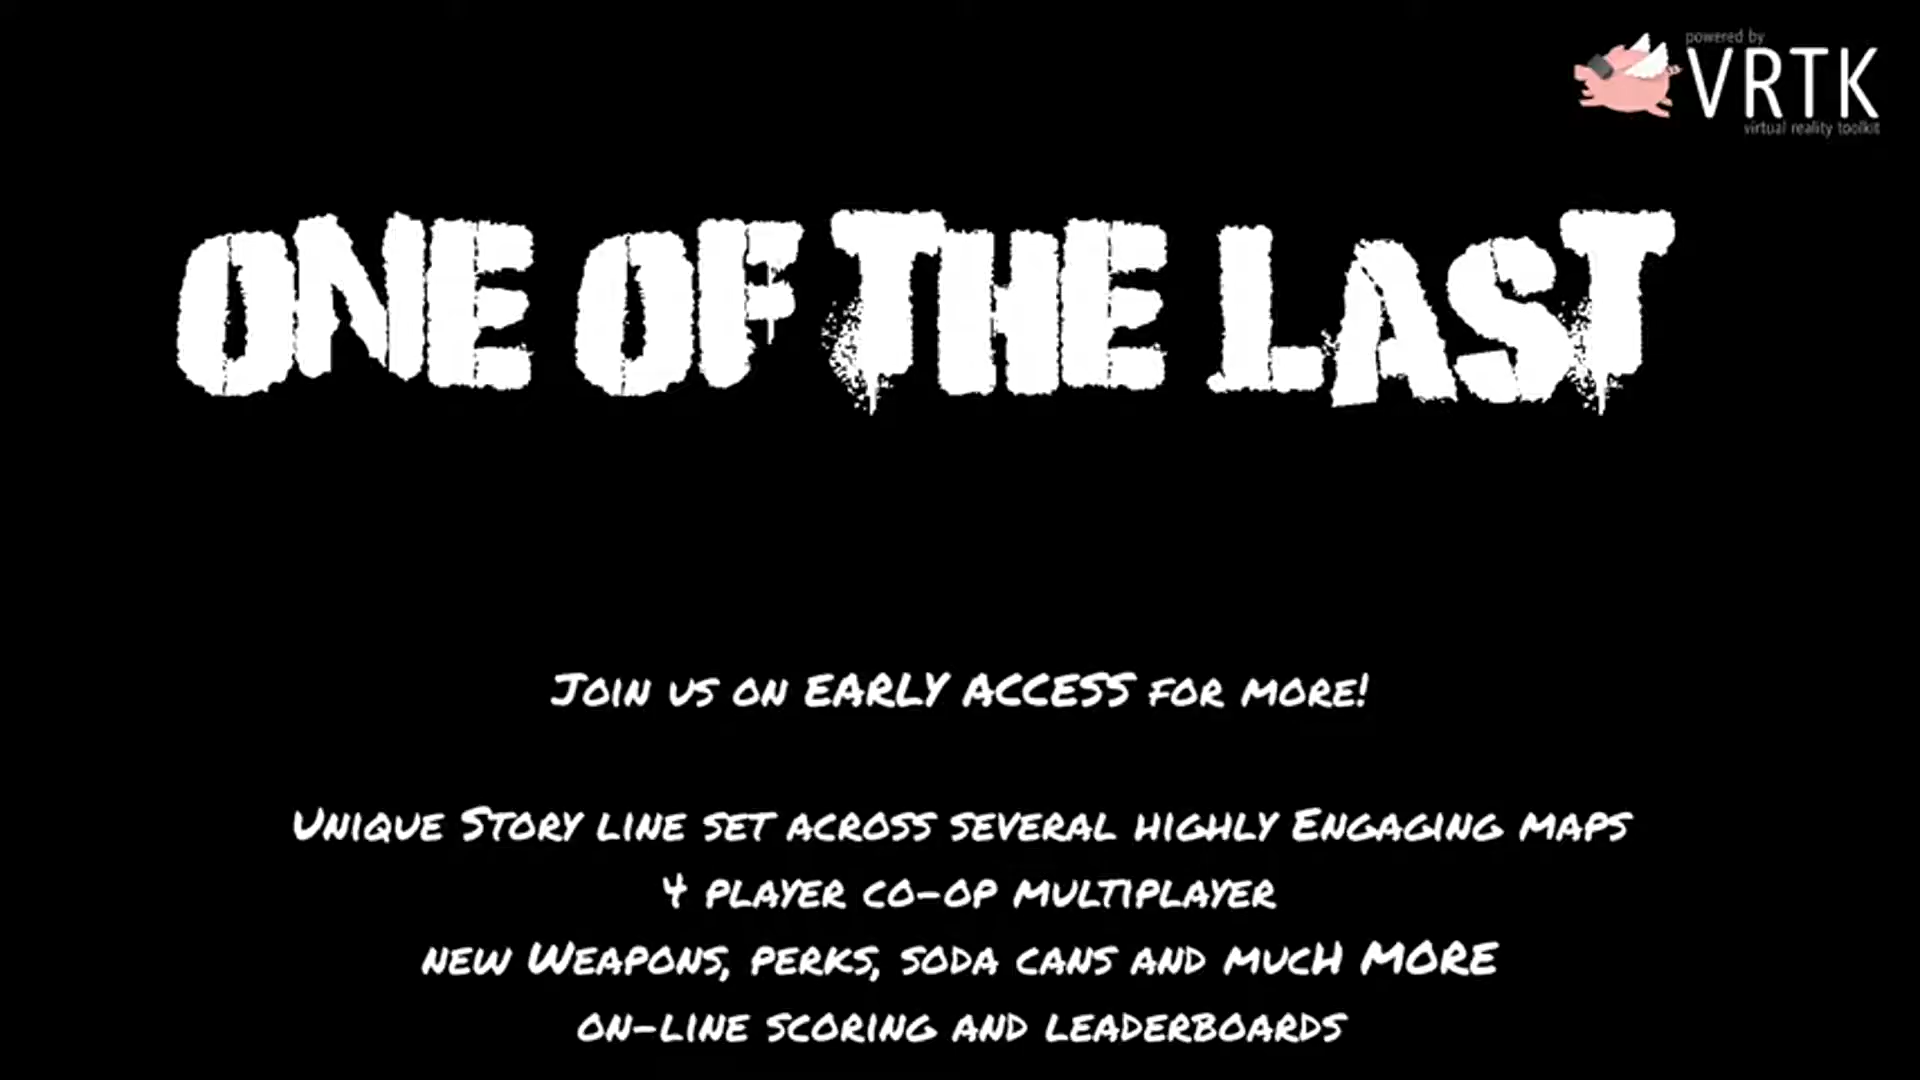 powered by
VRTK
virtual reality toolkit
ONE OF THE LAST
JOIN US ON EARLY ACCESS FOR MORE!
UNIQUE STORY LINE SET ACROSS SEVERAL HIGHLY ENGAGING MAPS
4 PLAYER CO-OP MULTIPLAYER
NEW WEAPONS, PERKS, SODA CANS AND MUCH MORE
ON-LINE SCORING AND LEADERBOARDS